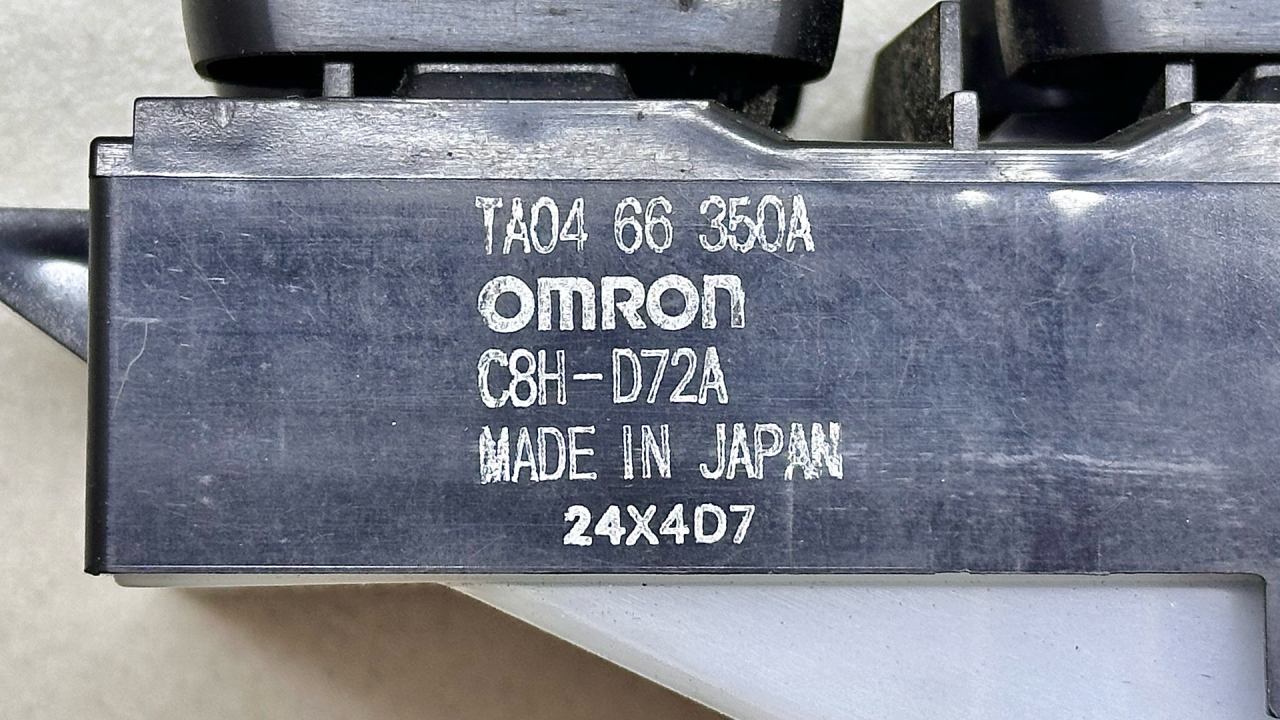 TA04 66 350A
OMRON
C8H-D72A
MADE IN JAPAN
24X4D7